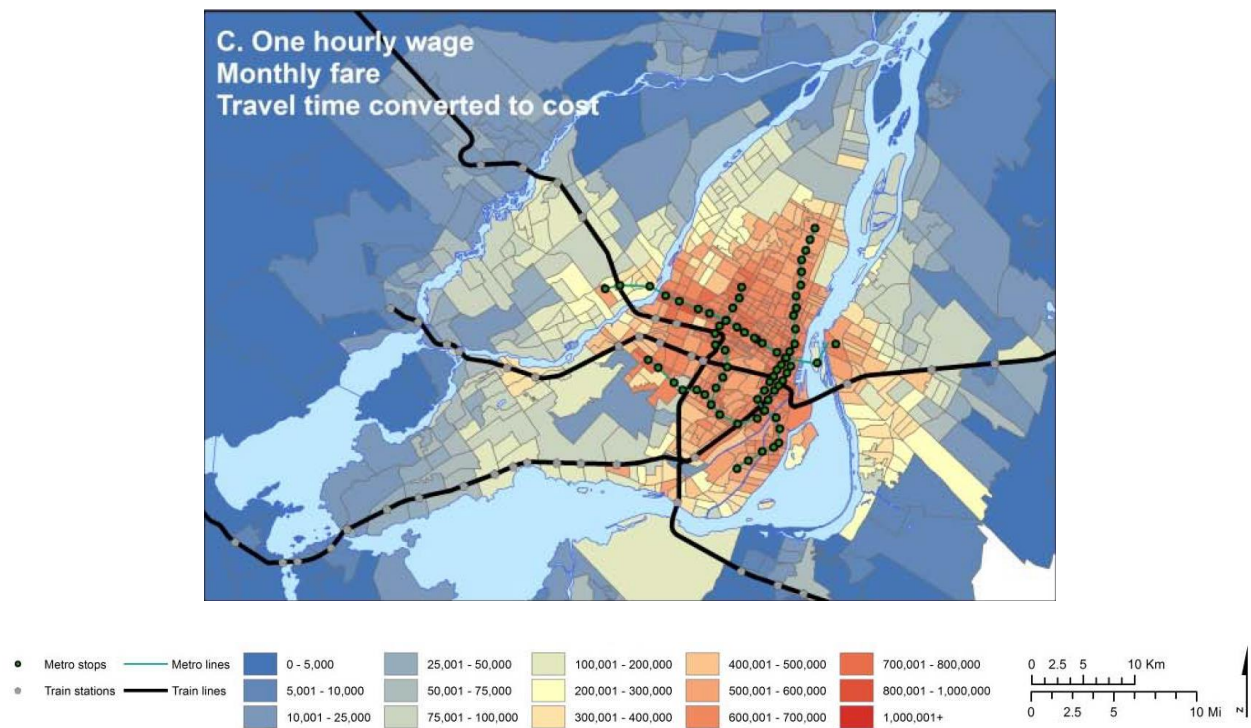 C. One hourly wage
Monthly fare
Travel time converted to cost
Metro stops
Metro lines
Train stations
Train lines
0 - 5,000
5,001 - 10,000
10,001 - 25,000
25,001 - 50,000
50,001 - 75,000
75,001 - 100,000
100,001 - 200,000
200,001 - 300,000
300,001 - 400,000
400,001 - 500,000
500,001 - 600,000
600,001 - 700,000
700,001 - 800,000
800,001 - 1,000,000
1,000,001+
0 2.5 5 10 Km
0 2.5 5 10 Mi
N